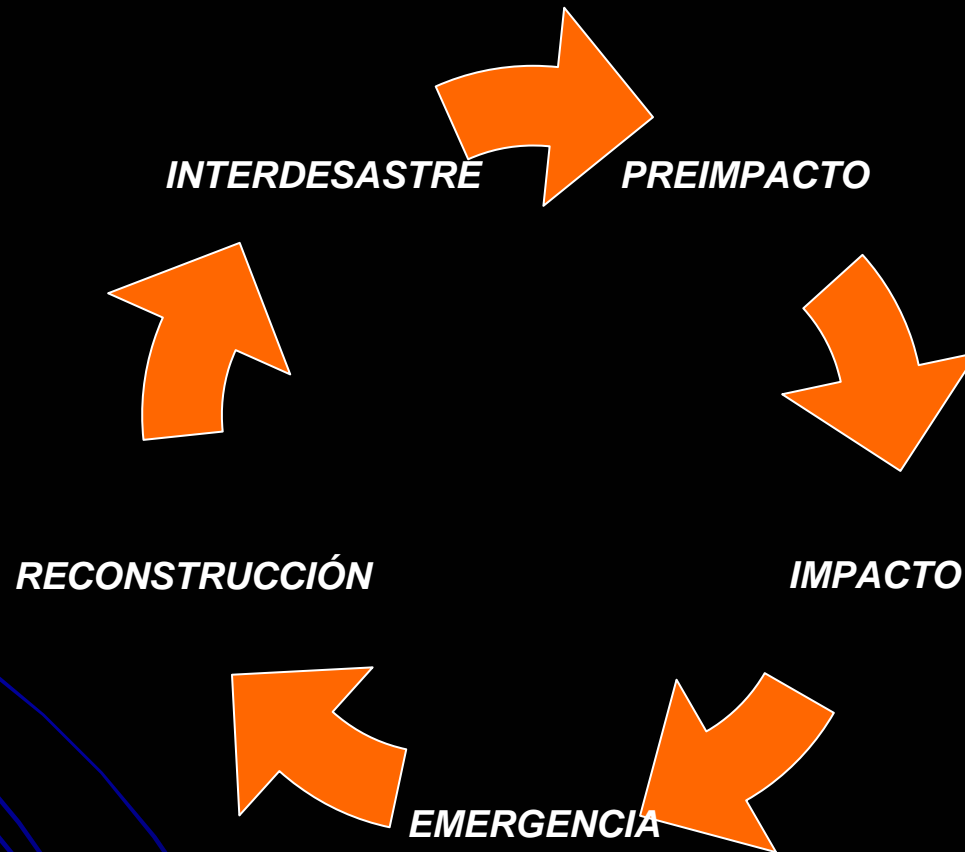 INTERDESASTRE
PREIMPACTO
RECONSTRUCCIÓN
IMPACTO
EMERGENCIA